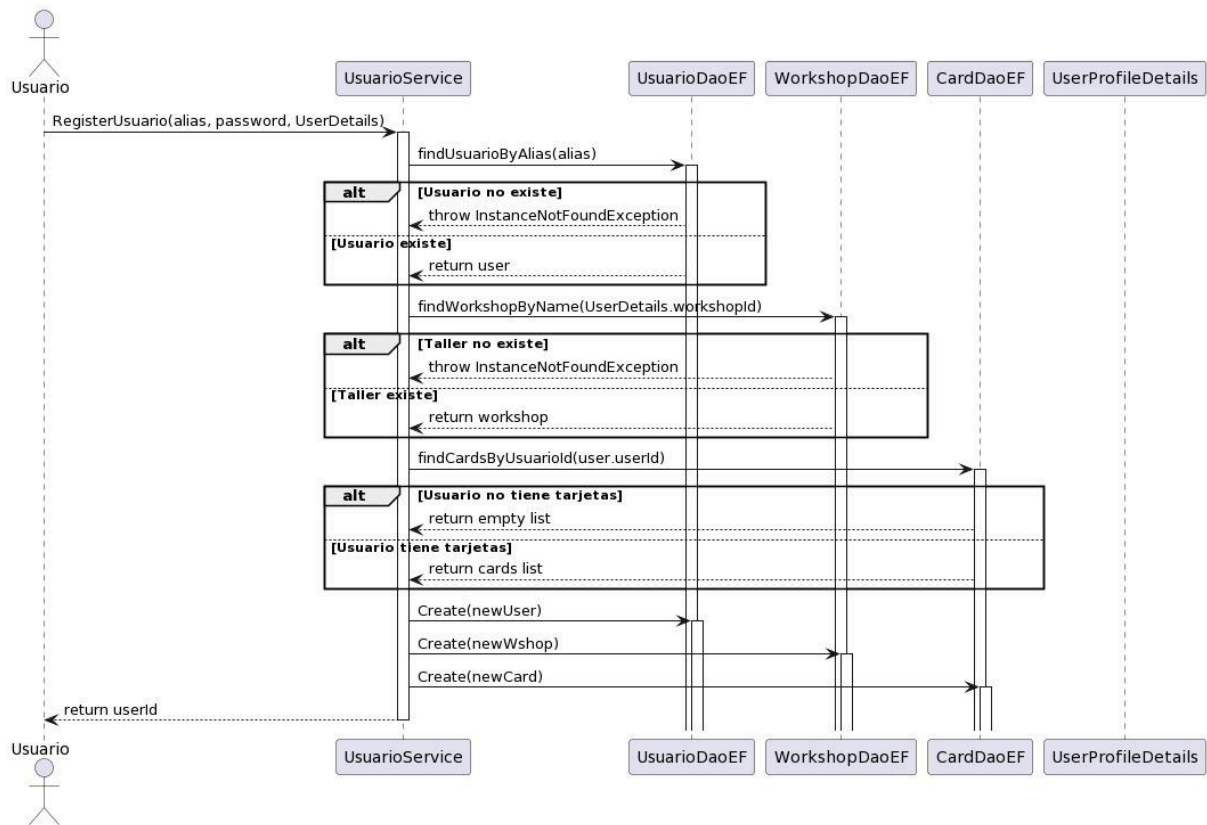 Usuario
UsuarioService
UsuarioDaoEF
WorkshopDaoEF
CardDaoEF
UserProfileDetails
RegisterUsuario(alias, password, UserDetails)
findUsuarioByAlias(alias)
alt
[Usuario no existe]
throw InstanceNotFoundException
[Usuario existe]
return user
findWorkshopByName(UserDetails.workshopId)
alt
[Taller no existe]
throw InstanceNotFoundException
[Taller existe]
return workshop
findCardsByUsuarioId(user.userId)
alt
[Usuario no tiene tarjetas]
return empty list
[Usuario tiene tarjetas]
return cards list
Create(newUser)
Create(newWshop)
Create(newCard)
return userId
Usuario
UsuarioService
UsuarioDaoEF
WorkshopDaoEF
CardDaoEF
UserProfileDetails